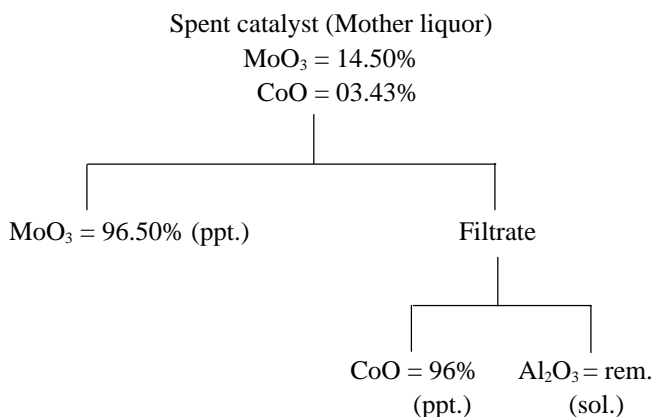 Spent catalyst (Mother liquor)
MoO₃ = 14.50%
CoO = 03.43%
MoO₃ = 96.50% (ppt.)
Filtrate
CoO = 96%
(ppt.)
Al₂O₃ = rem.
(sol.)